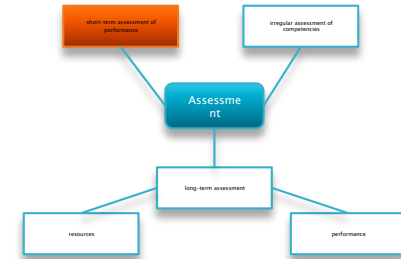 short-term assessment of
performance
irregular assessment of
competencies
Assessme
nt
long-term assessment
resources
performance